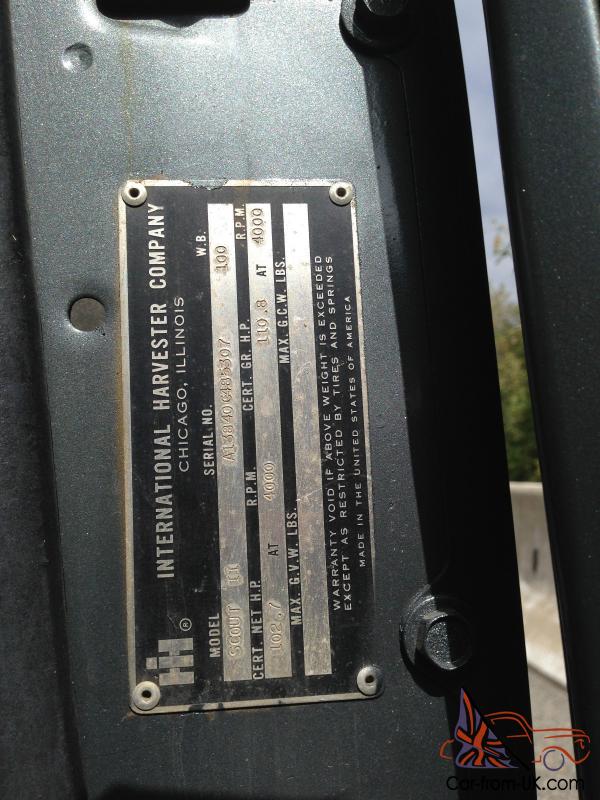 IH ® INTERNATIONAL HARVESTER COMPANY
CHICAGO, ILLINOIS
MODEL SERIAL NO. W.B.
SCOUT II 100
CERT. NET H.P. R.P.M. CERT. GR. H.P. R.P.M.
102.7 AT 4000 119.8 AT 4000
MAX. G.V.W. LBS. MAX. G.C.W. LBS.
WARRANTY VOID IF ABOVE WEIGHT IS EXCEEDED
EXCEPT AS RESTRICTED BY TIRES AND SPRINGS
MADE IN THE UNITED STATES OF AMERICA
Car-from-UK.com